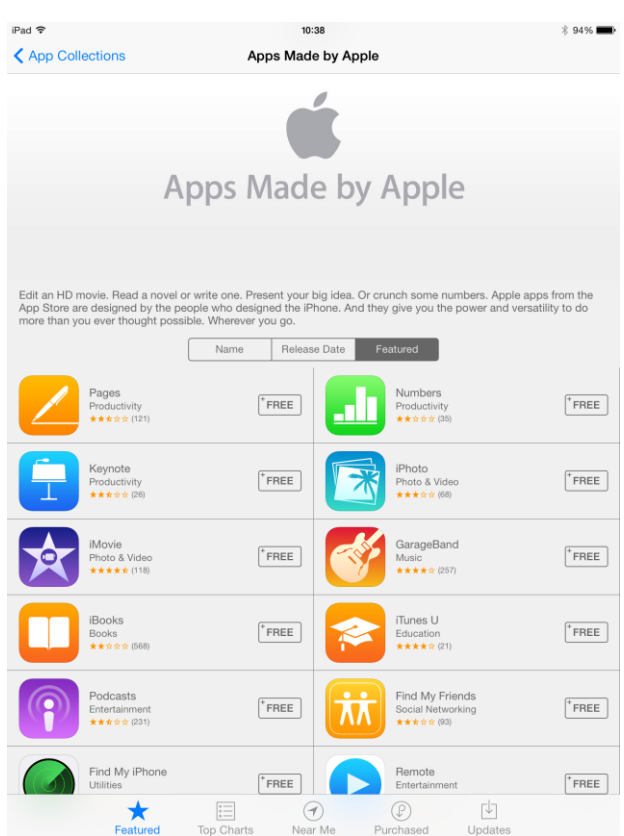 iPad 10:38 94%
App Collections Apps Made by Apple
Apps Made by Apple
Edit an HD movie. Read a novel or write one. Present your big idea. Or crunch some numbers. Apple apps from the
App Store are designed by the people who designed the iPhone. And they give you the power and versatility to do
more than you ever thought possible. Wherever you go.
Name Release Date Featured
Pages
Productivity
(121)
+FREE
Numbers
Productivity
(35)
+FREE
Keynote
Productivity
(26)
+FREE
iPhoto
Photo & Video
(68)
+FREE
iMovie
Photo & Video
(118)
+FREE
GarageBand
Music
(257)
+FREE
iBooks
Books
(568)
+FREE
iTunes U
Education
(21)
+FREE
Podcasts
Entertainment
(231)
+FREE
Find My Friends
Social Networking
(93)
+FREE
Find My iPhone
Utilities
+FREE
Remote
Entertainment
+FREE
Featured Top Charts Near Me Purchased Updates